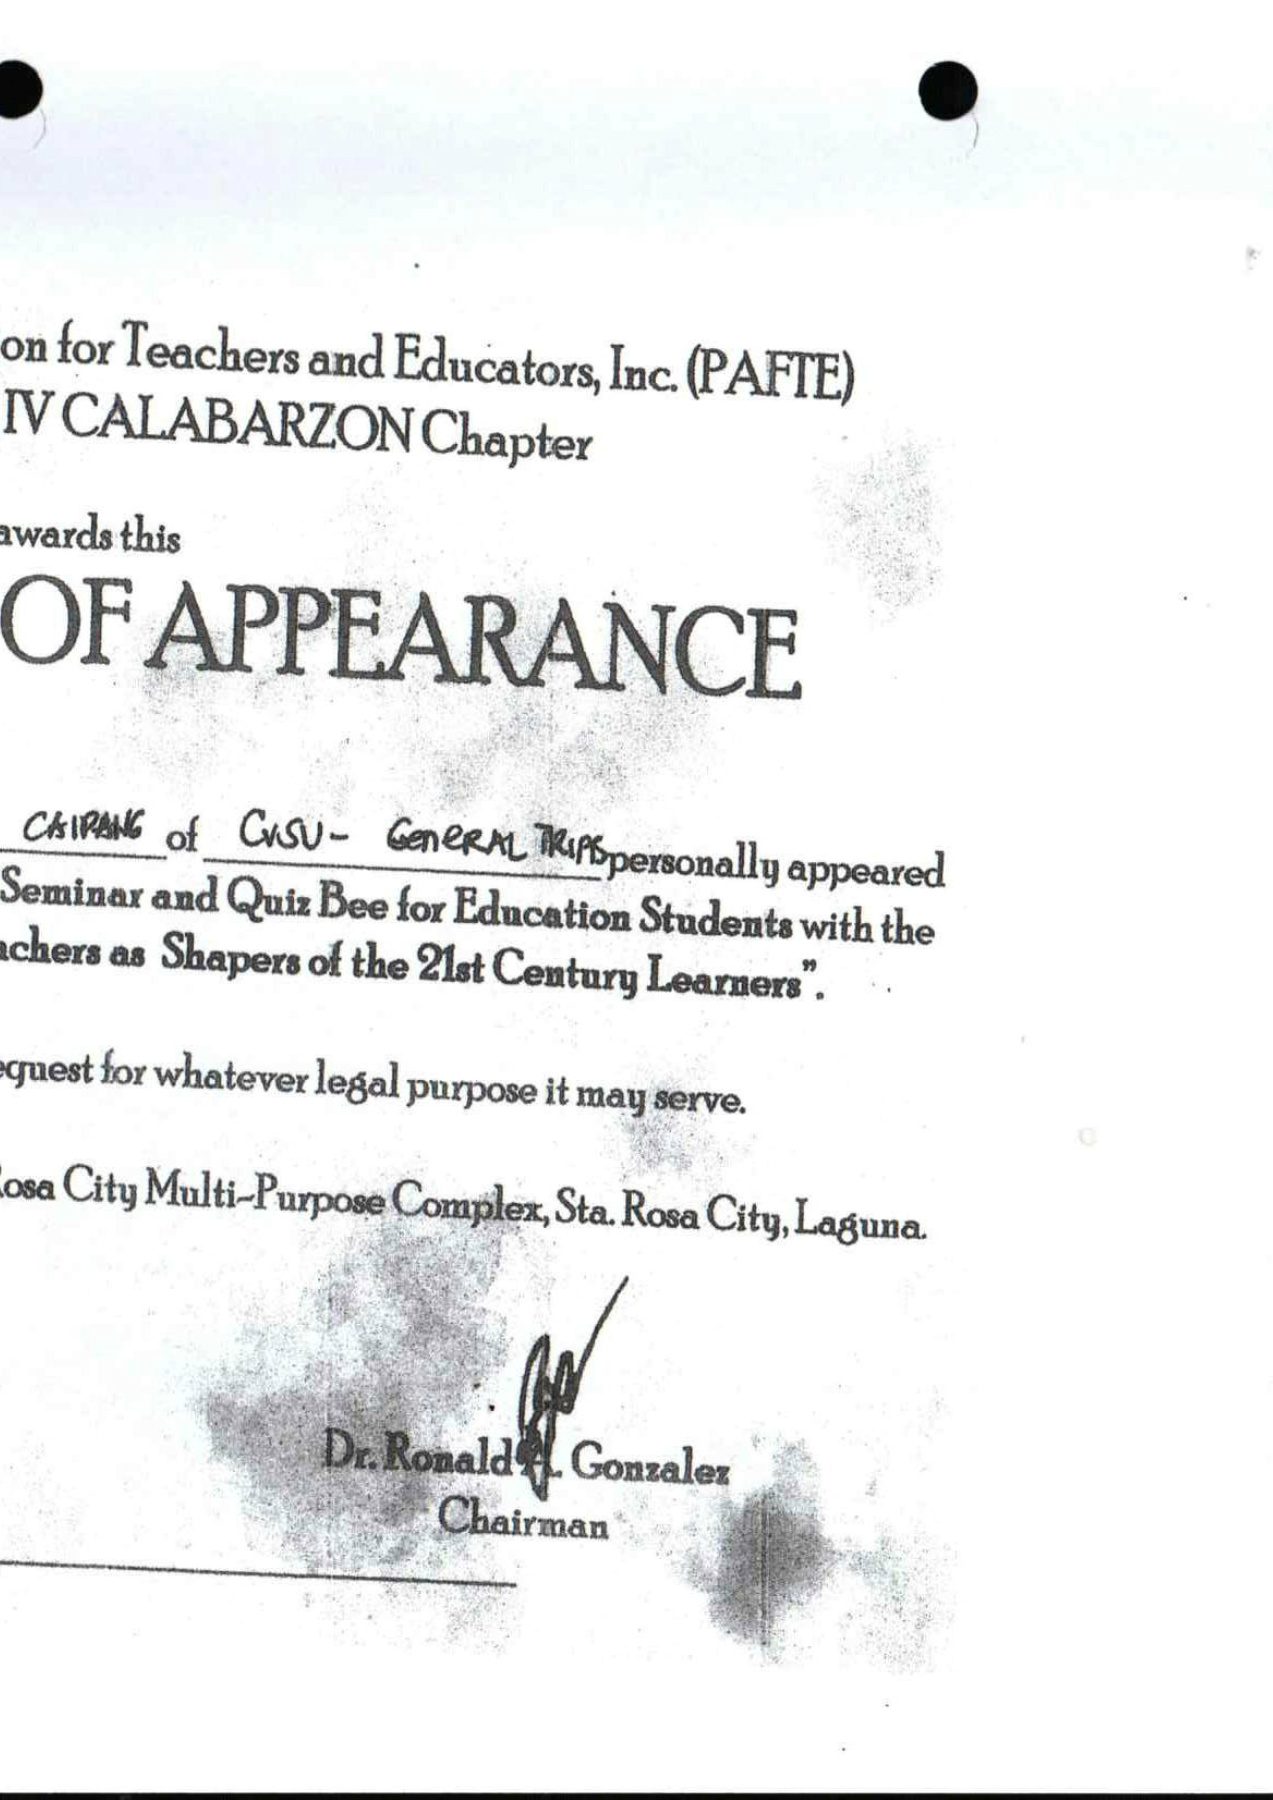 on for Teachers and Educators, Inc. (PAFTE)
IV CALABARZON Chapter
awards this
OF APPEARANCE
CAIPANG of CVSU- GENERAL TRIAS personally appeared
Seminar and Quiz Bee for Education Students with the
achers as Shapers of the 21st Century Learners".
equest for whatever legal purpose it may serve.
Rosa City Multi-Purpose Complex, Sta. Rosa City, Laguna.
Dr. Ronald Gonzalez
Chairman